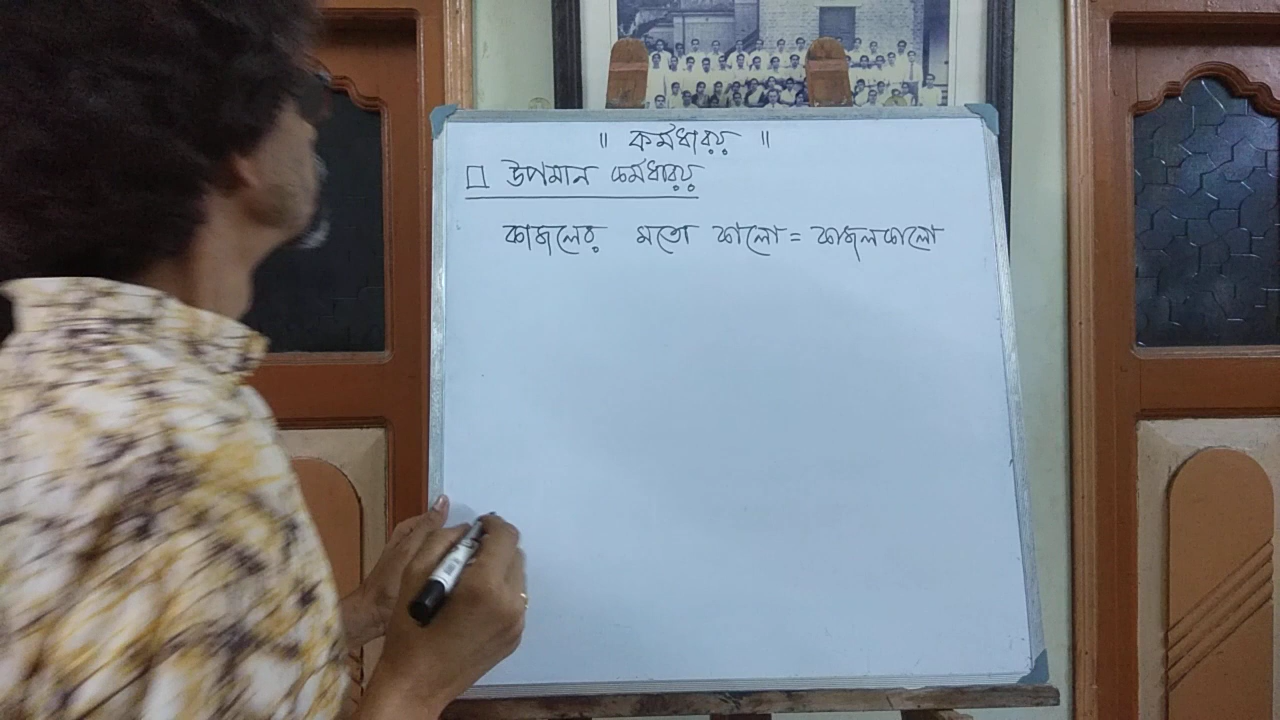 ॥ কর্মধারয় ॥
□ উপমান কর্মধারয়
কাজলের মতো কালো = কাজলকালো